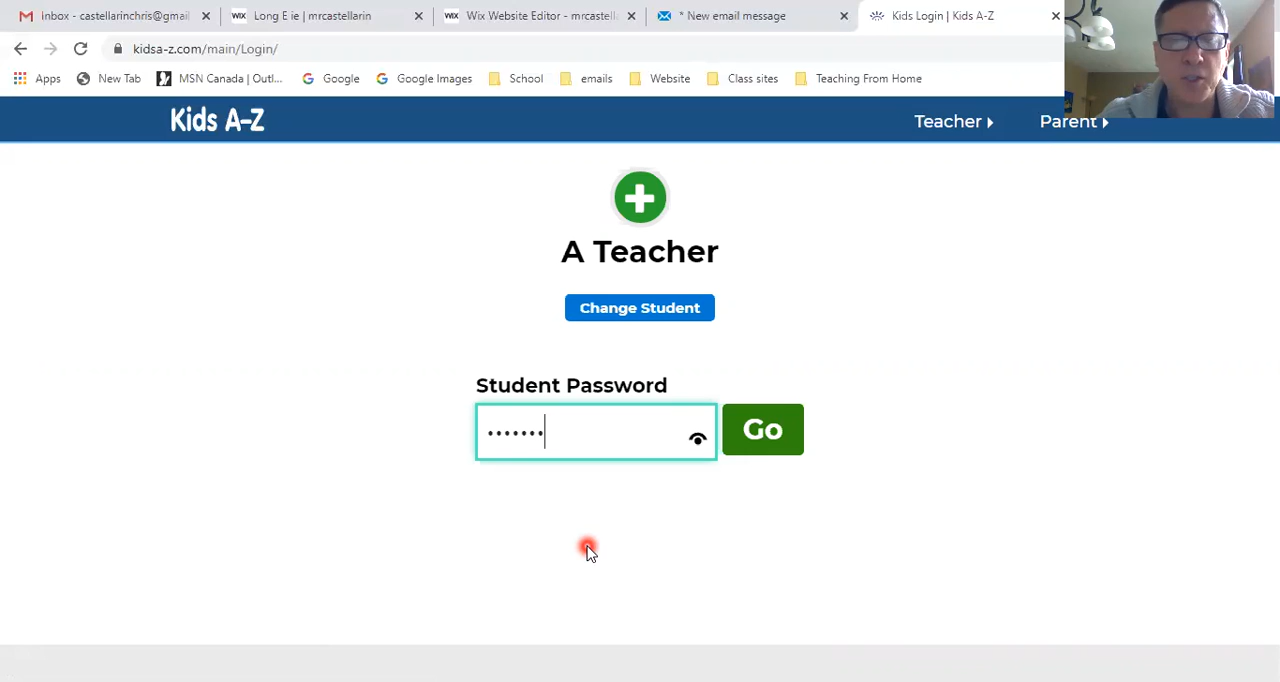 inbox - castellarinchris@gmail
Long E ie | mrcastellarin
Wix Website Editor - mrcastell
* New email message
Kids Login | Kids A-Z
kidsa-z.com/main/Login/
Apps
New Tab
MSN Canada | Outl...
Google
Google Images
School
emails
Website
Class sites
Teaching From Home
Kids A-Z
Teacher
Parent
A Teacher
Change Student
Student Password
Go